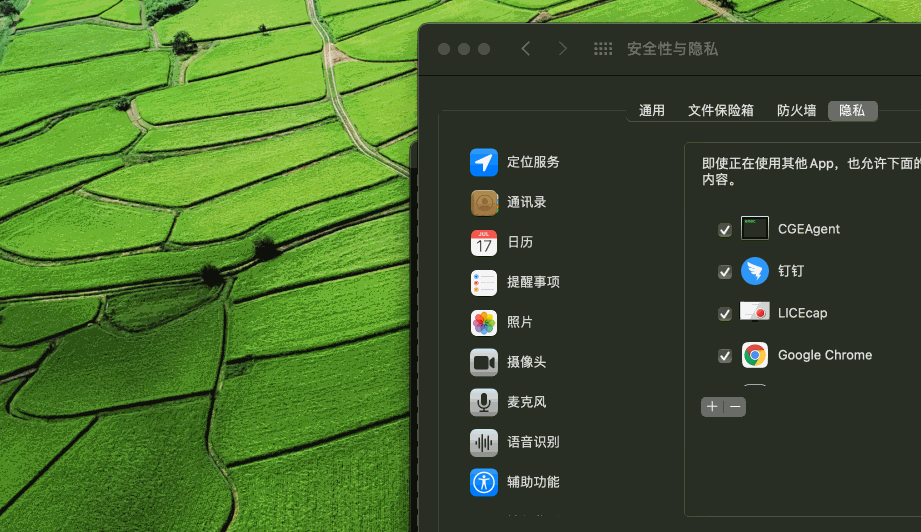 安全性与隐私
通用 文件保险箱 防火墙 隐私
定位服务
通讯录
JUL
17
日历
提醒事项
照片
摄像头
麦克风
语音识别
辅助功能
即使正在使用其他App，也允许下面的
内容。
CGEAgent
钉钉
LICEcap
Google Chrome